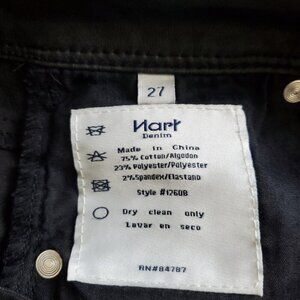 27
Hart
Denim
Made in China
75% Cotton/Algodon
23% Polyester/Polyester
2% Spandex/Elastano
Style #1260B
Dry clean only
Lavar en seco
RN#84787